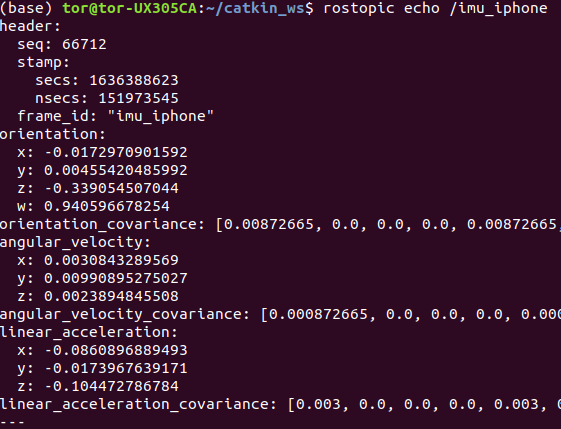 (base) tor@tor-UX305CA:~/catkin_ws$ rostopic echo /imu_iphone
header:
  seq: 66712
  stamp:
    secs: 1636388623
    nsecs: 151973545
  frame_id: "imu_iphone"
orientation:
  x: -0.0172970901592
  y: 0.00455420485992
  z: -0.339054507044
  w: 0.940596678254
orientation_covariance: [0.00872665, 0.0, 0.0, 0.0, 0.00872665,
angular_velocity:
  x: 0.0030843289569
  y: 0.00990895275027
  z: 0.0023894845508
angular_velocity_covariance: [0.000872665, 0.0, 0.0, 0.0, 0.000
linear_acceleration:
  x: -0.0860896889493
  y: -0.0173967639171
  z: -0.104472786784
linear_acceleration_covariance: [0.003, 0.0, 0.0, 0.0, 0.003, 0
---